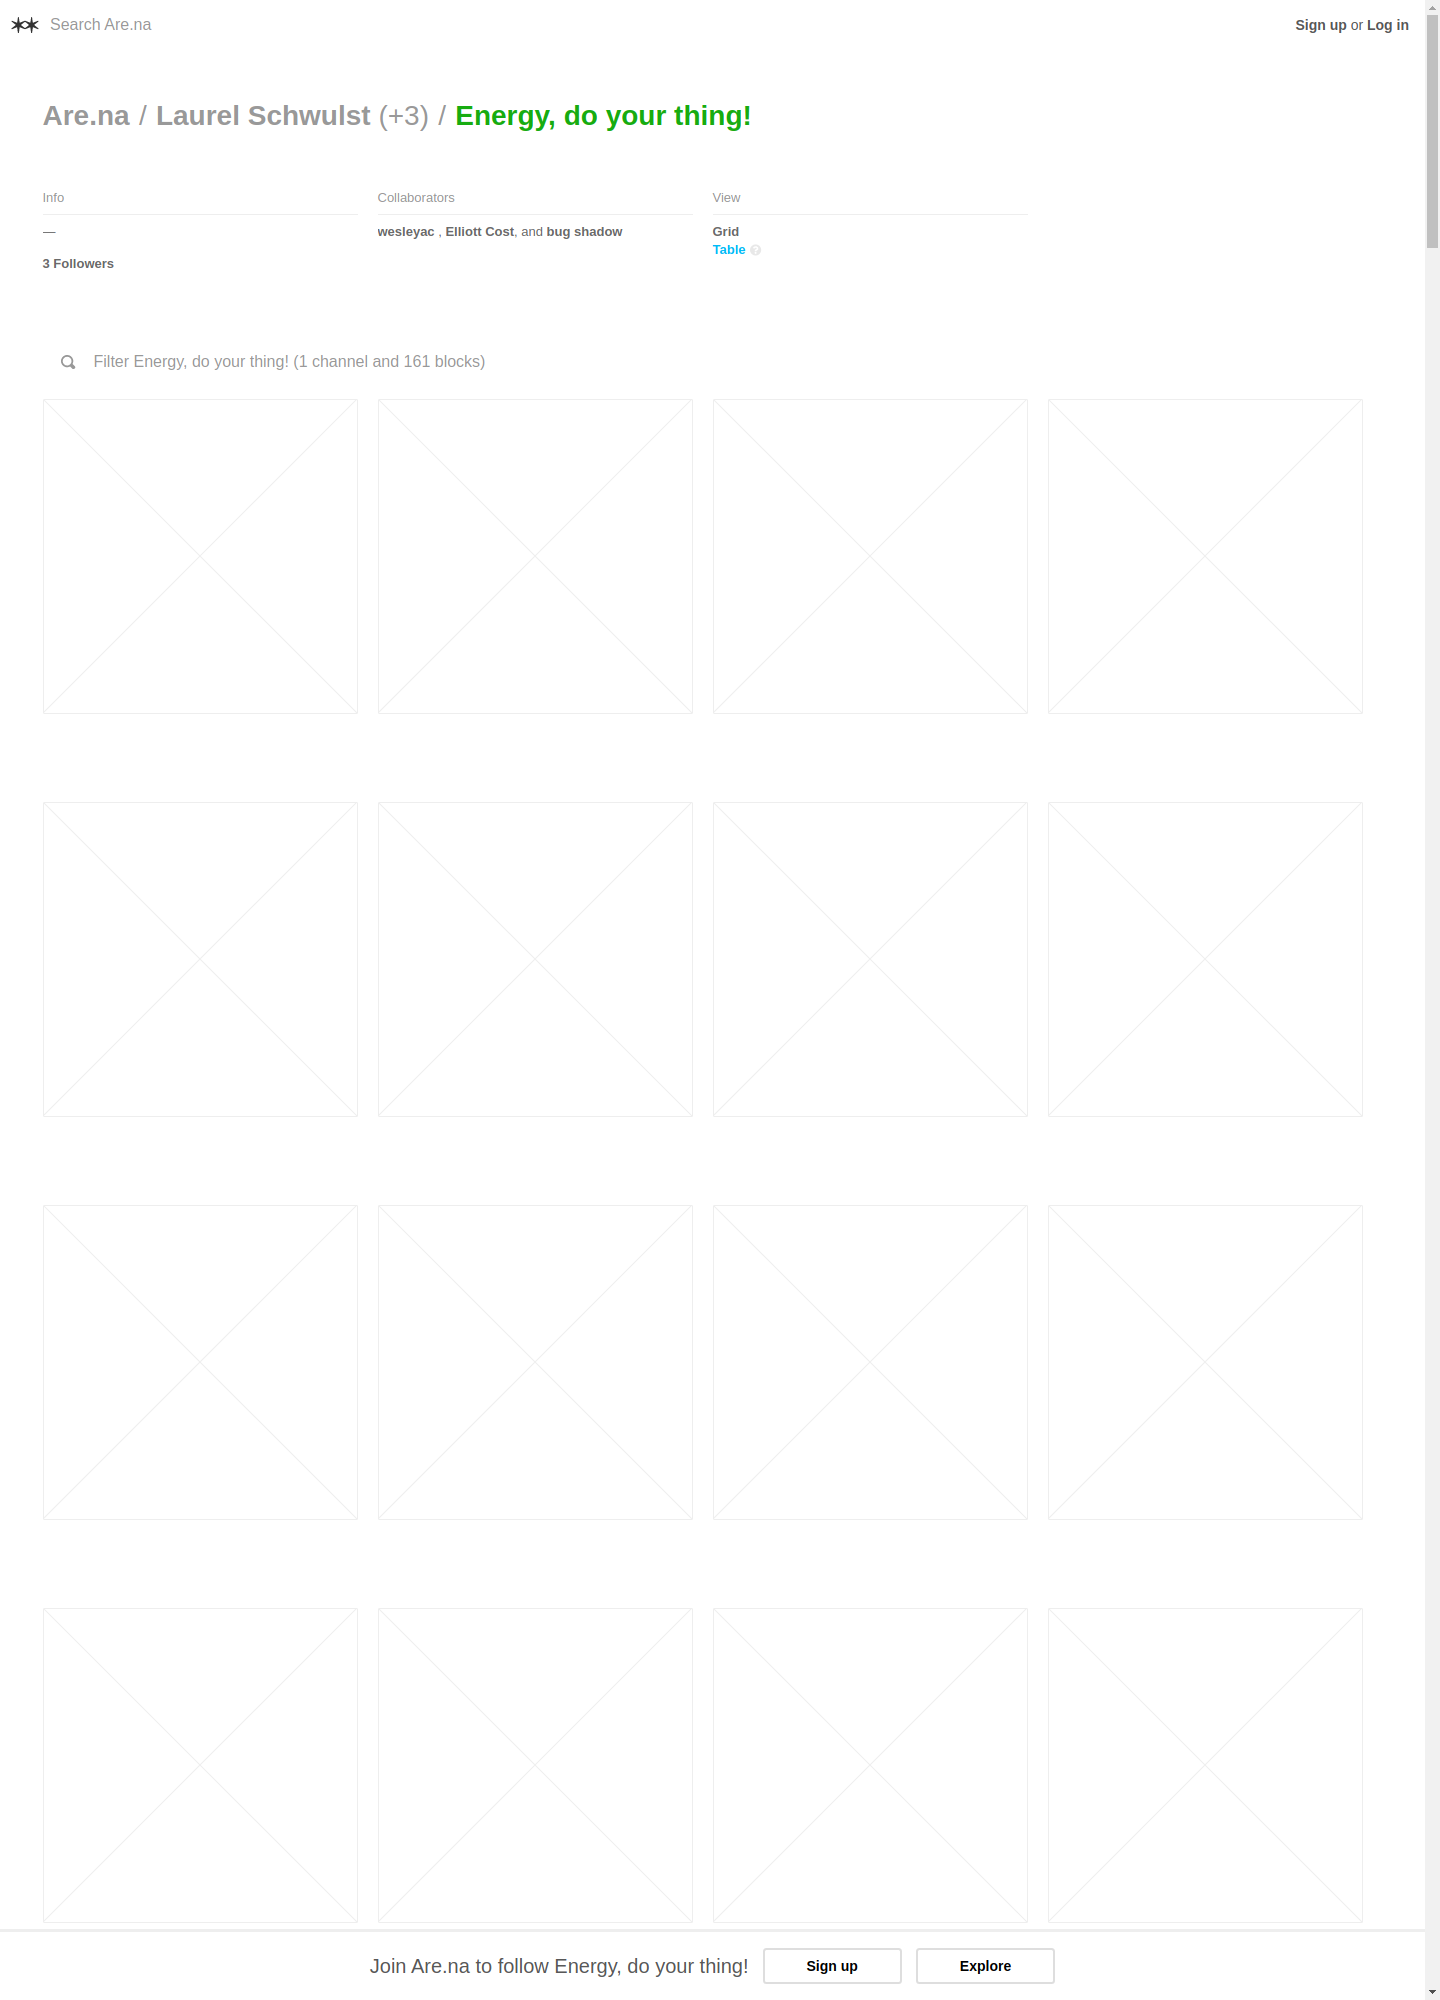 Search Are.na
Sign up or Log in
Are.na / Laurel Schwulst (+3) / Energy, do your thing!
Info
—
3 Followers
Collaborators
wesleyac , Elliott Cost, and bug shadow
View
Grid
Table ?
Filter Energy, do your thing! (1 channel and 161 blocks)
Join Are.na to follow Energy, do your thing!
Sign up
Explore